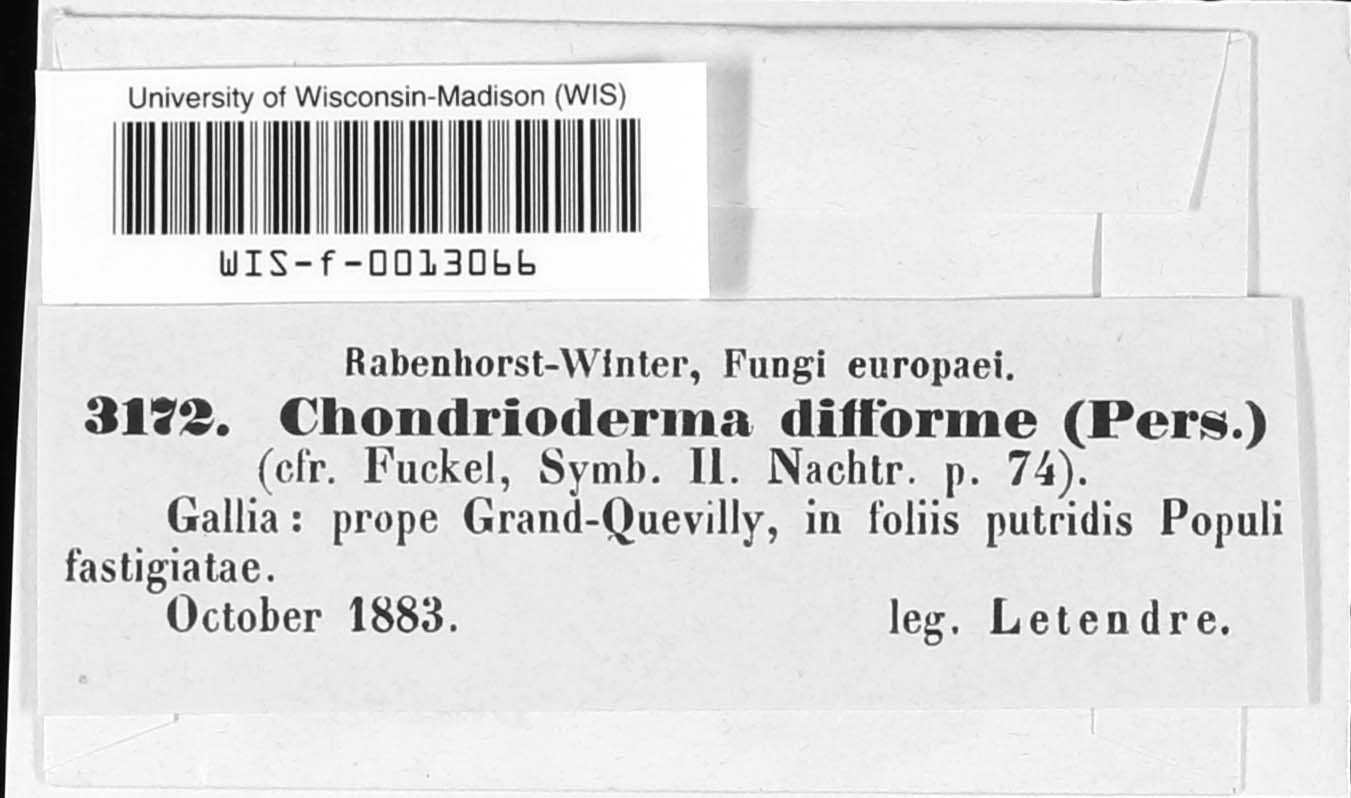 University of Wisconsin-Madison (WIS)
WIS-f-0013066
Rabenhorst-Winter, Fungi europaei.
3172. Chondrioderma difforme (Pers.)
(cfr. Fuckel, Symb. II. Nachtr. p. 74).
Gallia: prope Grand-Quevilly, in foliis putridis Populi
fastigiatae.
October 1883. leg. Letendre.